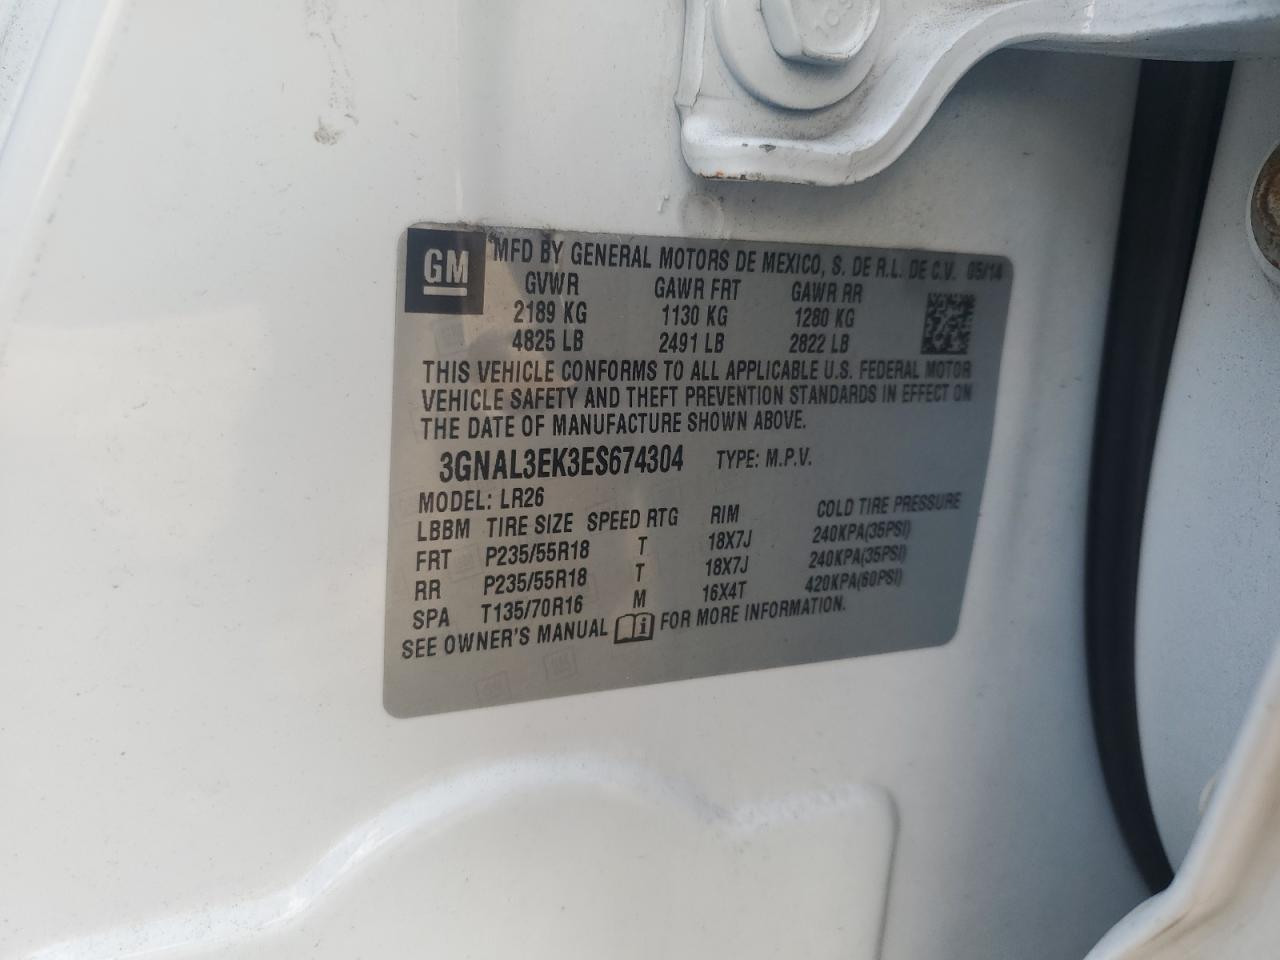 GM MFD BY GENERAL MOTORS DE MEXICO, S. DE R.L. DE C.V. 05/14
GVWR GAWR FRT GAWR RR
2189 KG 1130 KG 1280 KG
4825 LB 2491 LB 2822 LB
THIS VEHICLE CONFORMS TO ALL APPLICABLE U.S. FEDERAL MOTOR
VEHICLE SAFETY AND THEFT PREVENTION STANDARDS IN EFFECT ON
THE DATE OF MANUFACTURE SHOWN ABOVE.
3GNAL3EK3ES674304 TYPE: M.P.V.
MODEL: LR26
LBBM TIRE SIZE SPEED RTG RIM COLD TIRE PRESSURE
FRT P235/55R18 T 18X7J 240KPA(35PSI)
RR P235/55R18 T 18X7J 240KPA(35PSI)
SPA T135/70R16 M 16X4T 420KPA(60PSI)
SEE OWNER'S MANUAL FOR MORE INFORMATION.